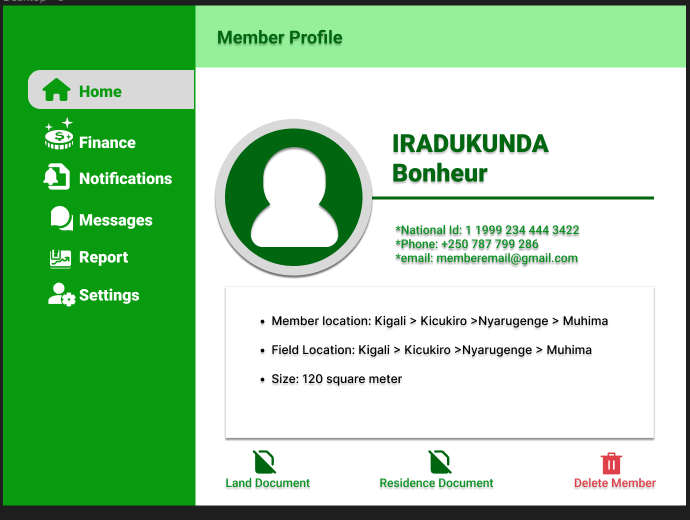 Member Profile
Home
Finance
Notifications
Messages
Report
Settings
IRADUKUNDA
Bonheur
*National Id: 1 1999 234 444 3422
*Phone: +250 787 799 286
*email: memberemail@gmail.com
• Member location: Kigali > Kicukiro >Nyarugenge > Muhima
• Field Location: Kigali > Kicukiro >Nyarugenge > Muhima
• Size: 120 square meter
Land Document
Residence Document
Delete Member